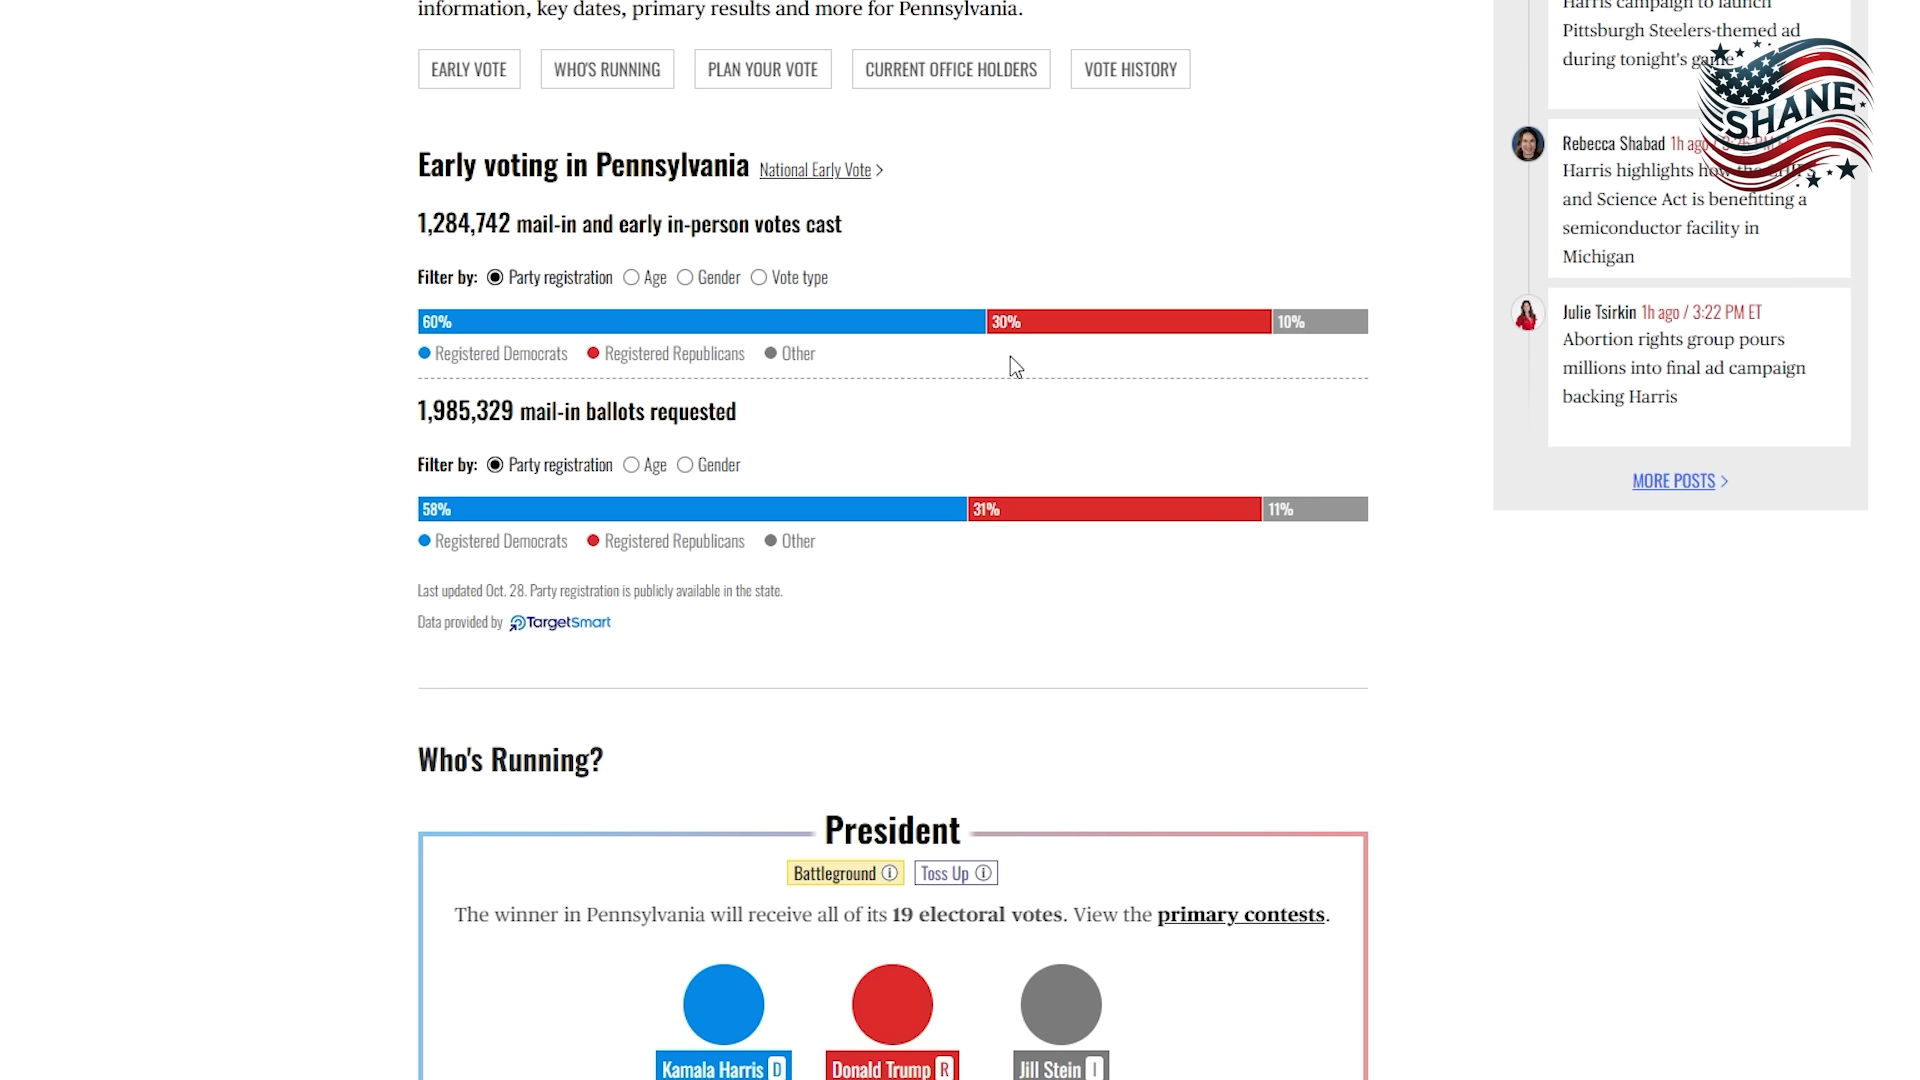 information, key dates, primary results and more for Pennsylvania.
EARLY VOTE
WHO'S RUNNING
PLAN YOUR VOTE
CURRENT OFFICE HOLDERS
VOTE HISTORY
Early voting in Pennsylvania National Early Vote >
1,284,742 mail-in and early in-person votes cast
Filter by: Party registration Age Gender Vote type
60% 30% 10%
Registered Democrats Registered Republicans Other
1,985,329 mail-in ballots requested
Filter by: Party registration Age Gender
58% 31% 11%
Registered Democrats Registered Republicans Other
Last updated Oct. 28. Party registration is publicly available in the state.
Data provided by TargetSmart
Who's Running?
President
Battleground Toss Up
The winner in Pennsylvania will receive all of its 19 electoral votes. View the primary contests.
Kamala Harris D
Donald Trump R
Jill Stein I
Harris campaign to launch
Pittsburgh Steelers-themed ad
during tonight's game
SHANE
Rebecca Shabad 1h ago
Harris highlights how the CHIPS
and Science Act is benefitting a
semiconductor facility in
Michigan
Julie Tsirkin 1h ago / 3:22 PM ET
Abortion rights group pours
millions into final ad campaign
backing Harris
MORE POSTS >